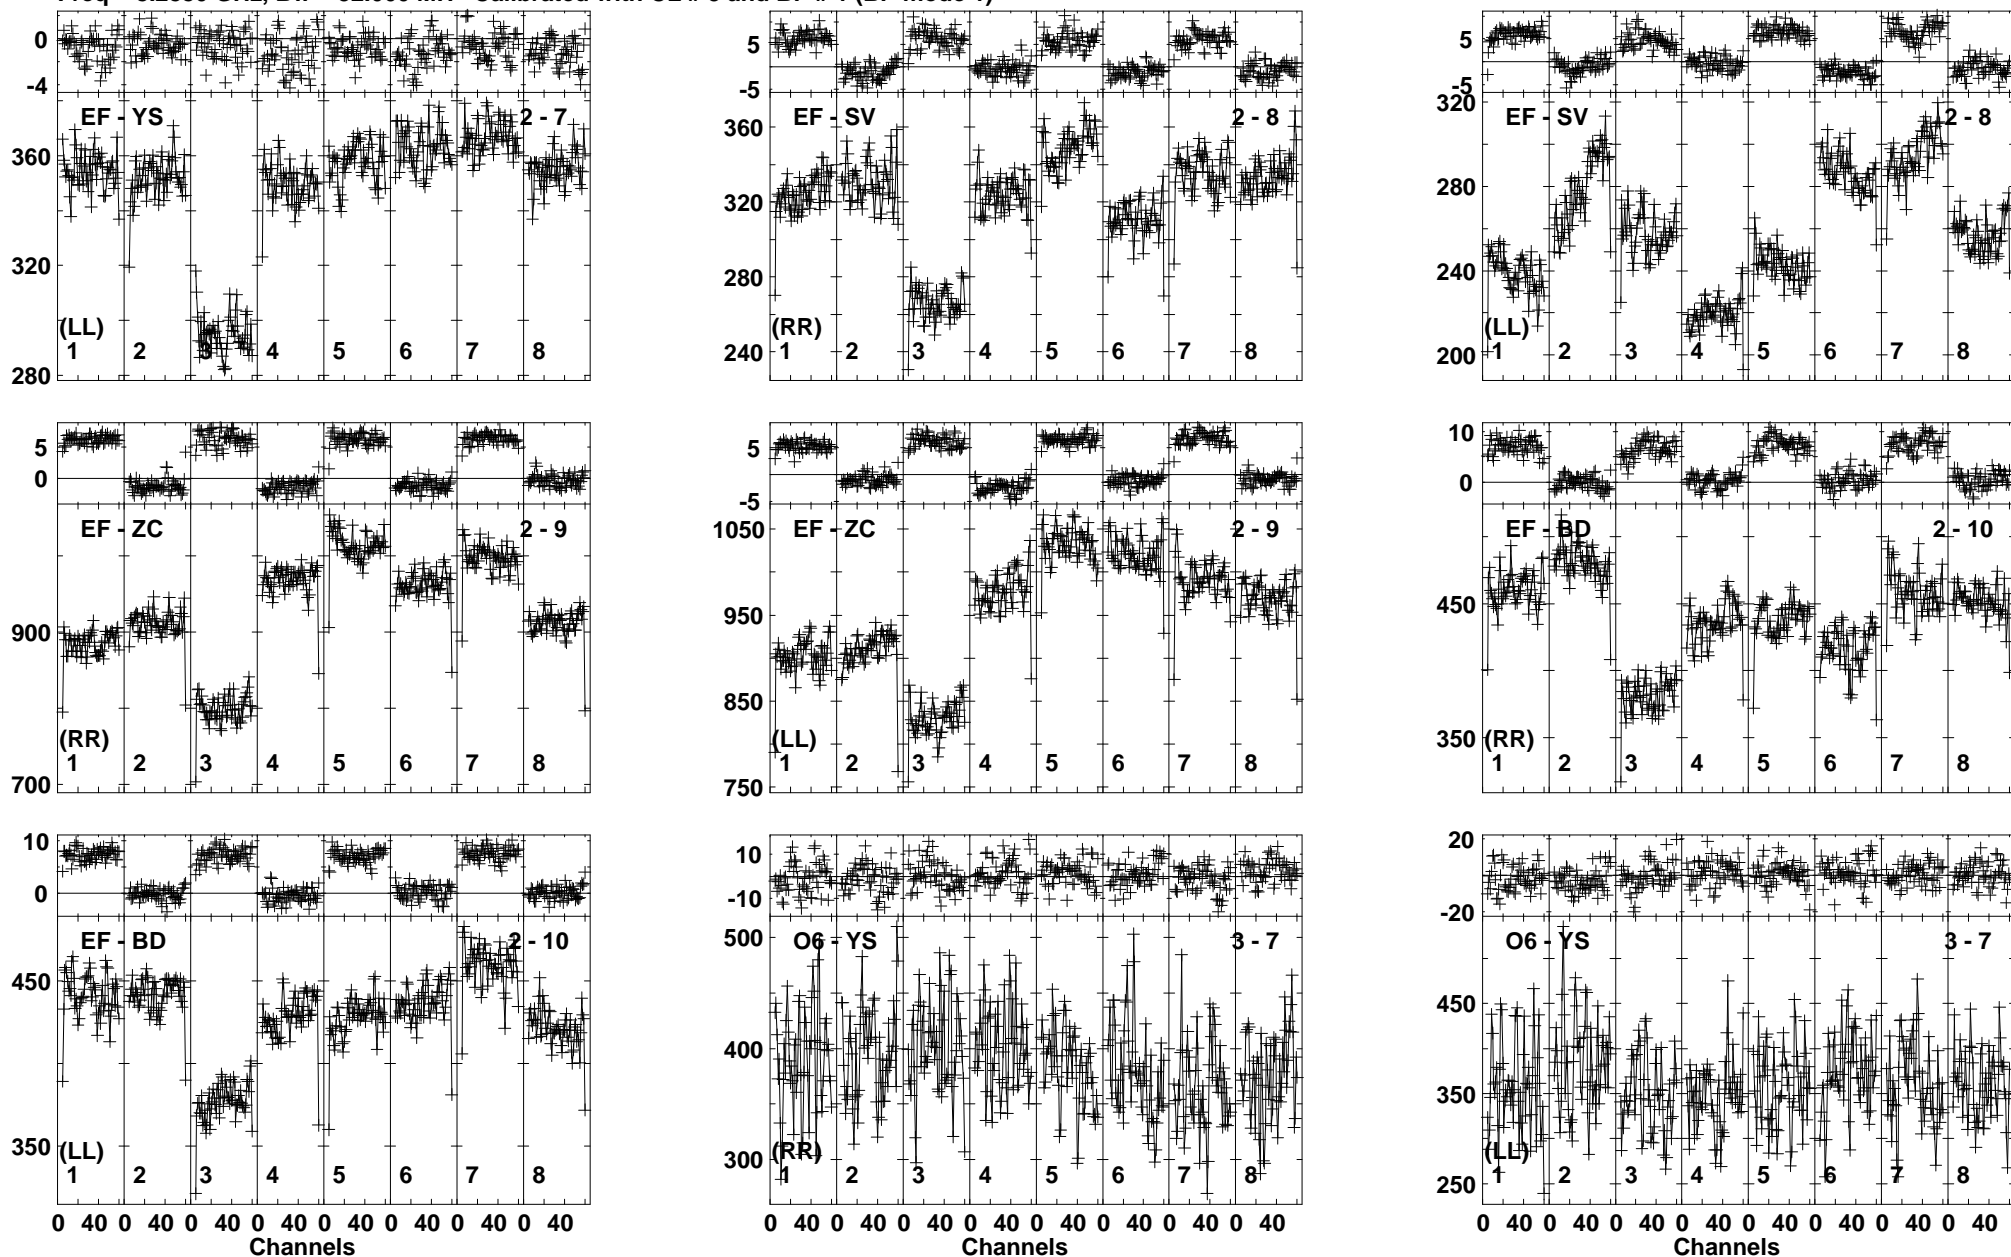 0
-4
EF - YS 2 - 7
360
320
280
(LL)
1 2 3 4 5 6 7 8
5
-5
EF - SV 2 - 8
360
320
280
240
(RR)
1 2 3 4 5 6 7 8
5
-5
EF - SV 2 - 8
320
280
240
200
(LL)
1 2 3 4 5 6 7 8
5
0
EF - ZC 2 - 9
900
700
(RR)
1 2 3 4 5 6 7 8
5
-5
EF - ZC 2 - 9
1050
950
850
750
(LL)
1 2 3 4 5 6 7 8
10
0
EF - BD 2 - 10
450
350
(RR)
1 2 3 4 5 6 7 8
10
0
EF - BD 2 - 10
450
350
(LL)
1 2 3 4 5 6 7 8
0 40 0 40 0 40 0 40 0 40 0 40 0 40 0 40
Channels
10
-10
O6 - YS 3 - 7
500
400
300
(RR)
1 2 3 4 5 6 7 8
0 40 0 40 0 40 0 40 0 40 0 40 0 40 0 40
Channels
20
-20
O6 - YS 3 - 7
450
350
250
(LL)
1 2 3 4 5 6 7 8
0 40 0 40 0 40 0 40 0 40 0 40 0 40 0 40
Channels